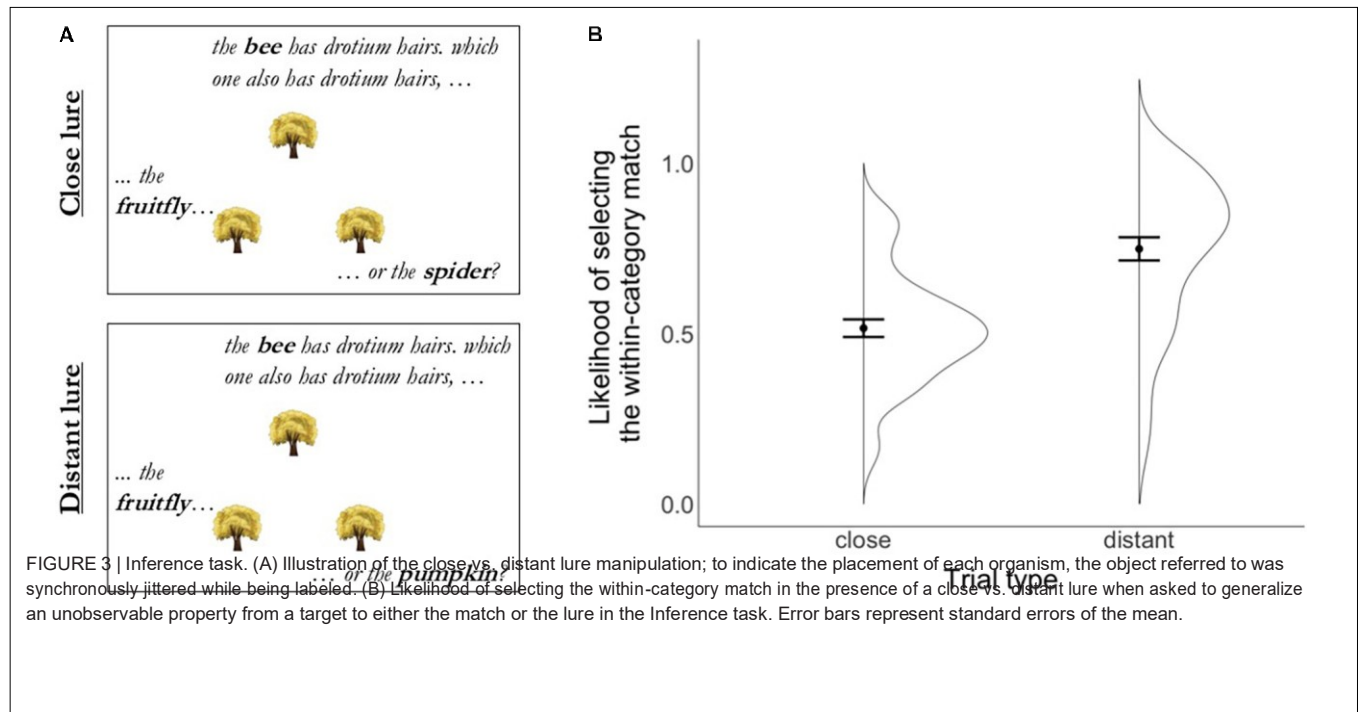 A
Close lure
the bee has drotium hairs. which
one also has drotium hairs, …
... the
fruitfly…
… or the spider?
Distant lure
the bee has drotium hairs. which
one also has drotium hairs, …
... the
fruitfly…
… or the pumpkin?
B
Likelihood of selecting
the within-category match
1.0
0.5
0.0
close
distant
Trial type
FIGURE 3 | Inference task. (A) Illustration of the close vs. distant lure manipulation; to indicate the placement of each organism, the object referred to was
synchronously jittered while being labeled. (B) Likelihood of selecting the within-category match in the presence of a close vs. distant lure when asked to generalize
an unobservable property from a target to either the match or the lure in the Inference task. Error bars represent standard errors of the mean.